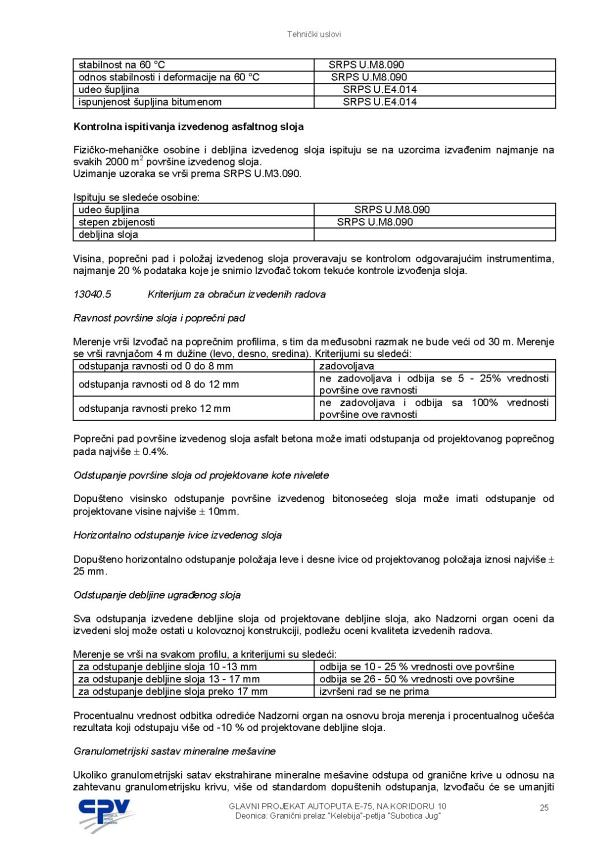 Tehnički uslovi
stabilnost na 60 °C SRPS U.M8.090
odnos stabilnosti i deformacije na 60 °C SRPS U.M8.090
udeo šupljina SRPS U.E4.014
ispunjenost šupljina bitumenom SRPS U.E4.014
Kontrolna ispitivanja izvedenog asfaltnog sloja
Fizičko-mehaničke osobine i debljina izvedenog sloja ispituju se na uzorcima izvađenim najmanje na
svakih 2000 m² površine izvedenog sloja.
Uzimanje uzoraka se vrši prema SRPS U.M3.090.
Ispituju se sledeće osobine:
udeo šupljina SRPS U.M8.090
stepen zbijenosti SRPS U.M8.090
debljina sloja
Visina, poprečni pad i položaj izvedenog sloja proveravaju se kontrolom odgovarajućim instrumentima,
najmanje 20 % podataka koje je snimio Izvođač tokom tekuće kontrole izvođenja sloja.
13040.5 Kriterijum za obračun izvedenih radova
Ravnost površine sloja i poprečni pad
Merenje vrši Izvođač na poprečnim profilima, s tim da međusobni razmak ne bude veći od 30 m. Merenje
se vrši ravnjačom 4 m dužine (levo, desno, sredina). Kriterijumi su sledeći:
odstupanja ravnosti od 0 do 8 mm zadovoljava
odstupanja ravnosti od 8 do 12 mm ne zadovoljava i odbija se 5 - 25% vrednosti
površine ove ravnosti
odstupanja ravnosti preko 12 mm ne zadovoljava i odbija sa 100% vrednosti
površine ove ravnosti
Poprečni pad površine izvedenog sloja asfalt betona može imati odstupanja od projektovanog poprečnog
pada najviše ± 0.4%.
Odstupanje površine sloja od projektovane kote nivelete
Dopušteno visinsko odstupanje površine izvedenog bitonosećeg sloja može imati odstupanje od
projektovane visine najviše ± 10mm.
Horizontalno odstupanje ivice izvedenog sloja
Dopušteno horizontalno odstupanje položaja leve i desne ivice od projektovanog položaja iznosi najviše ±
25 mm.
Odstupanje debljine ugrađenog sloja
Sva odstupanja izvedene debljine sloja od projektovane debljine sloja, ako Nadzorni organ oceni da
izvedeni sloj može ostati u kolovoznoj konstrukciji, podležu oceni kvaliteta izvedenih radova.
Merenje se vrši na svakom profilu, a kriterijumi su sledeći:
za odstupanje debljine sloja 10 -13 mm odbija se 10 - 25 % vrednosti ove površine
za odstupanje debljine sloja 13 - 17 mm odbija se 26 - 50 % vrednosti ove površine
za odstupanje debljine sloja preko 17 mm izvršeni rad se ne prima
Procentualnu vrednost odbitka odrediće Nadzorni organ na osnovu broja merenja i procentualnog učešća
rezultata koji odstupaju više od -10 % od projektovane debljine sloja.
Granulometrijski sastav mineralne mešavine
Ukoliko granulometrijski satav ekstrahirane mineralne mešavine odstupa od granične krive u odnosu na
zahtevanu granulometrijsku krivu, više od standardom dopuštenih odstupanja, Izvođaču će se umanjiti
CPV
GLAVNI PROJEKAT AUTOPUTA E-75, NA KORIDORU 10 25
Deonica: Granični prelaz "Kelebija"-petlja "Subotica Jug"